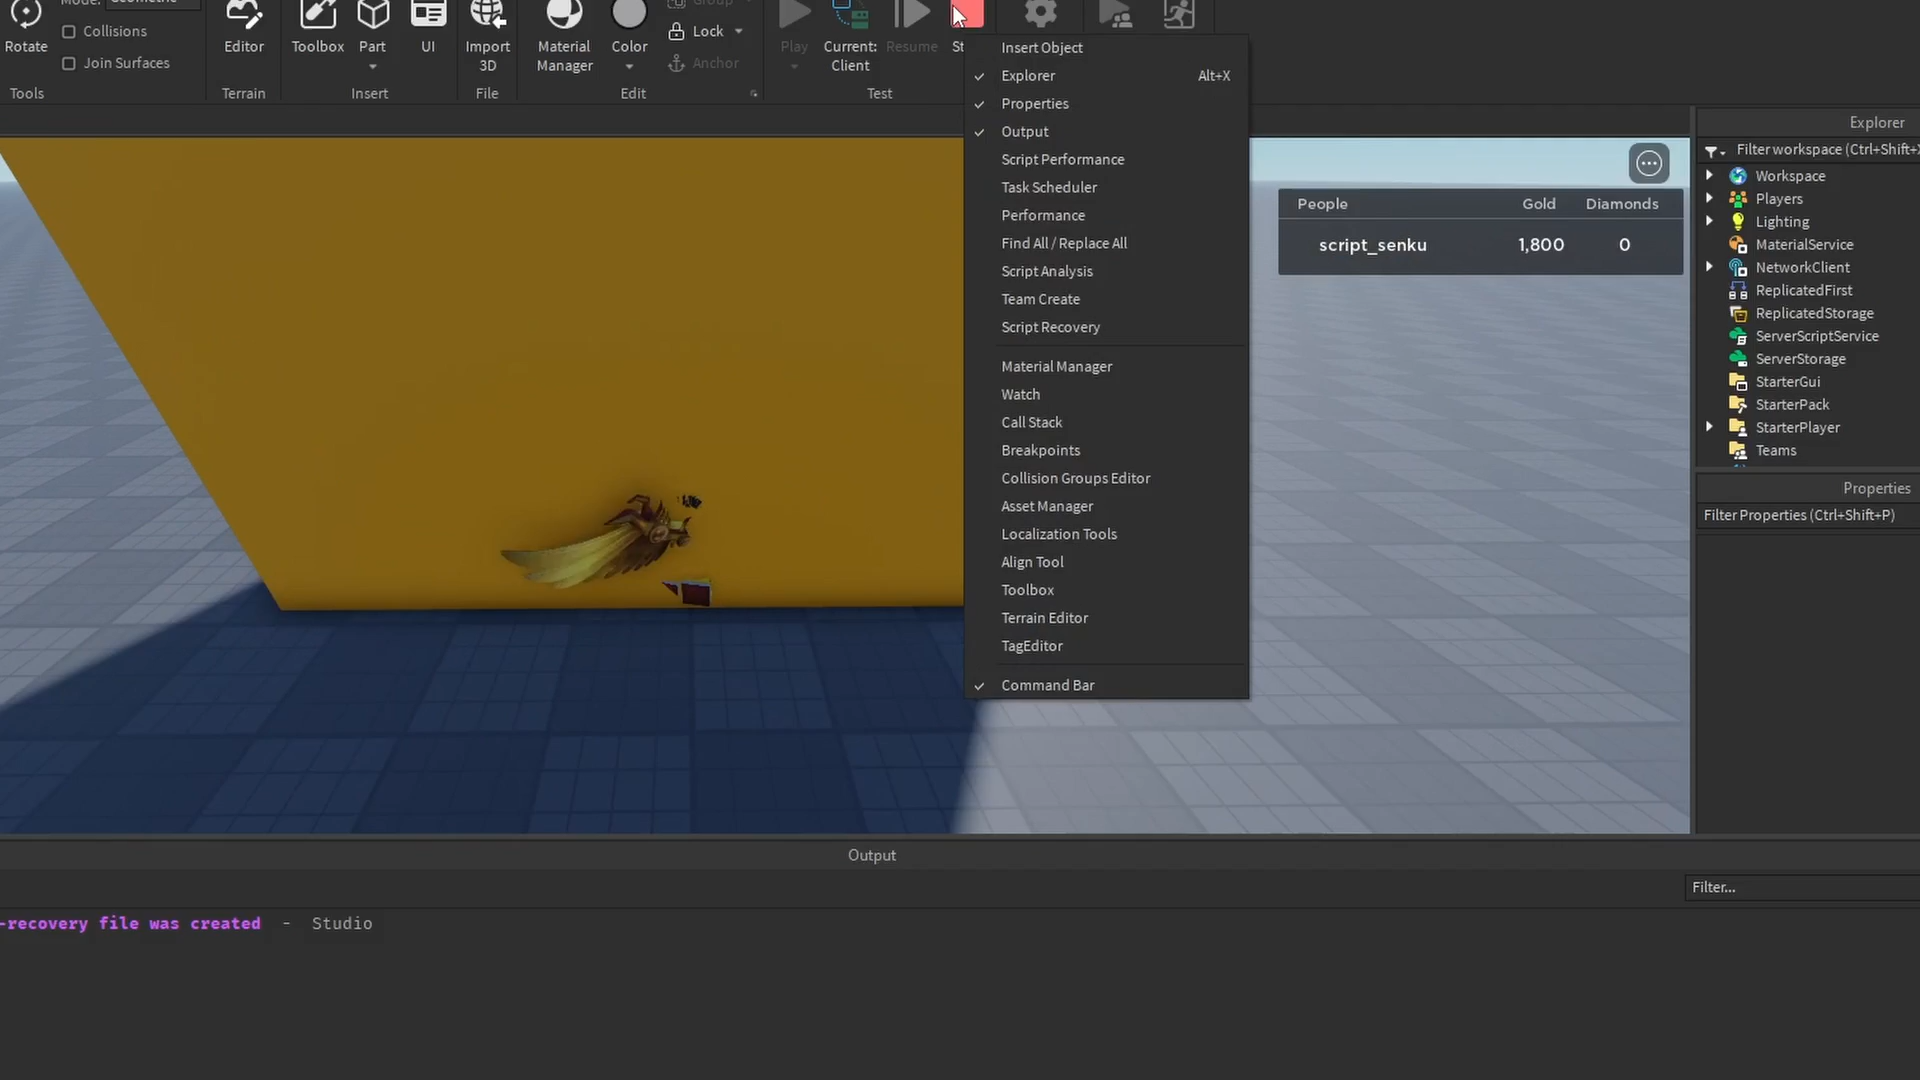 Mode:
Rotate
Collisions
Join Surfaces
Tools
Editor
Terrain
Toolbox
Part
UI
Insert
Import
3D
File
Material
Manager
Color
Group
Lock
Anchor
Edit
Play
Current:
Client
Resume
St
Test
Insert Object
Explorer Alt+X
Properties
Output
Script Performance
Task Scheduler
Performance
Find All / Replace All
Script Analysis
Team Create
Script Recovery
Material Manager
Watch
Call Stack
Breakpoints
Collision Groups Editor
Asset Manager
Localization Tools
Align Tool
Toolbox
Terrain Editor
TagEditor
Command Bar
People Gold Diamonds
script_senku 1,800 0
Explorer
Filter workspace (Ctrl+Shift+X
Workspace
Players
Lighting
MaterialService
NetworkClient
ReplicatedFirst
ReplicatedStorage
ServerScriptService
ServerStorage
StarterGui
StarterPack
StarterPlayer
Teams
Properties
Filter Properties (Ctrl+Shift+P)
Output
Filter...
-recovery file was created - Studio